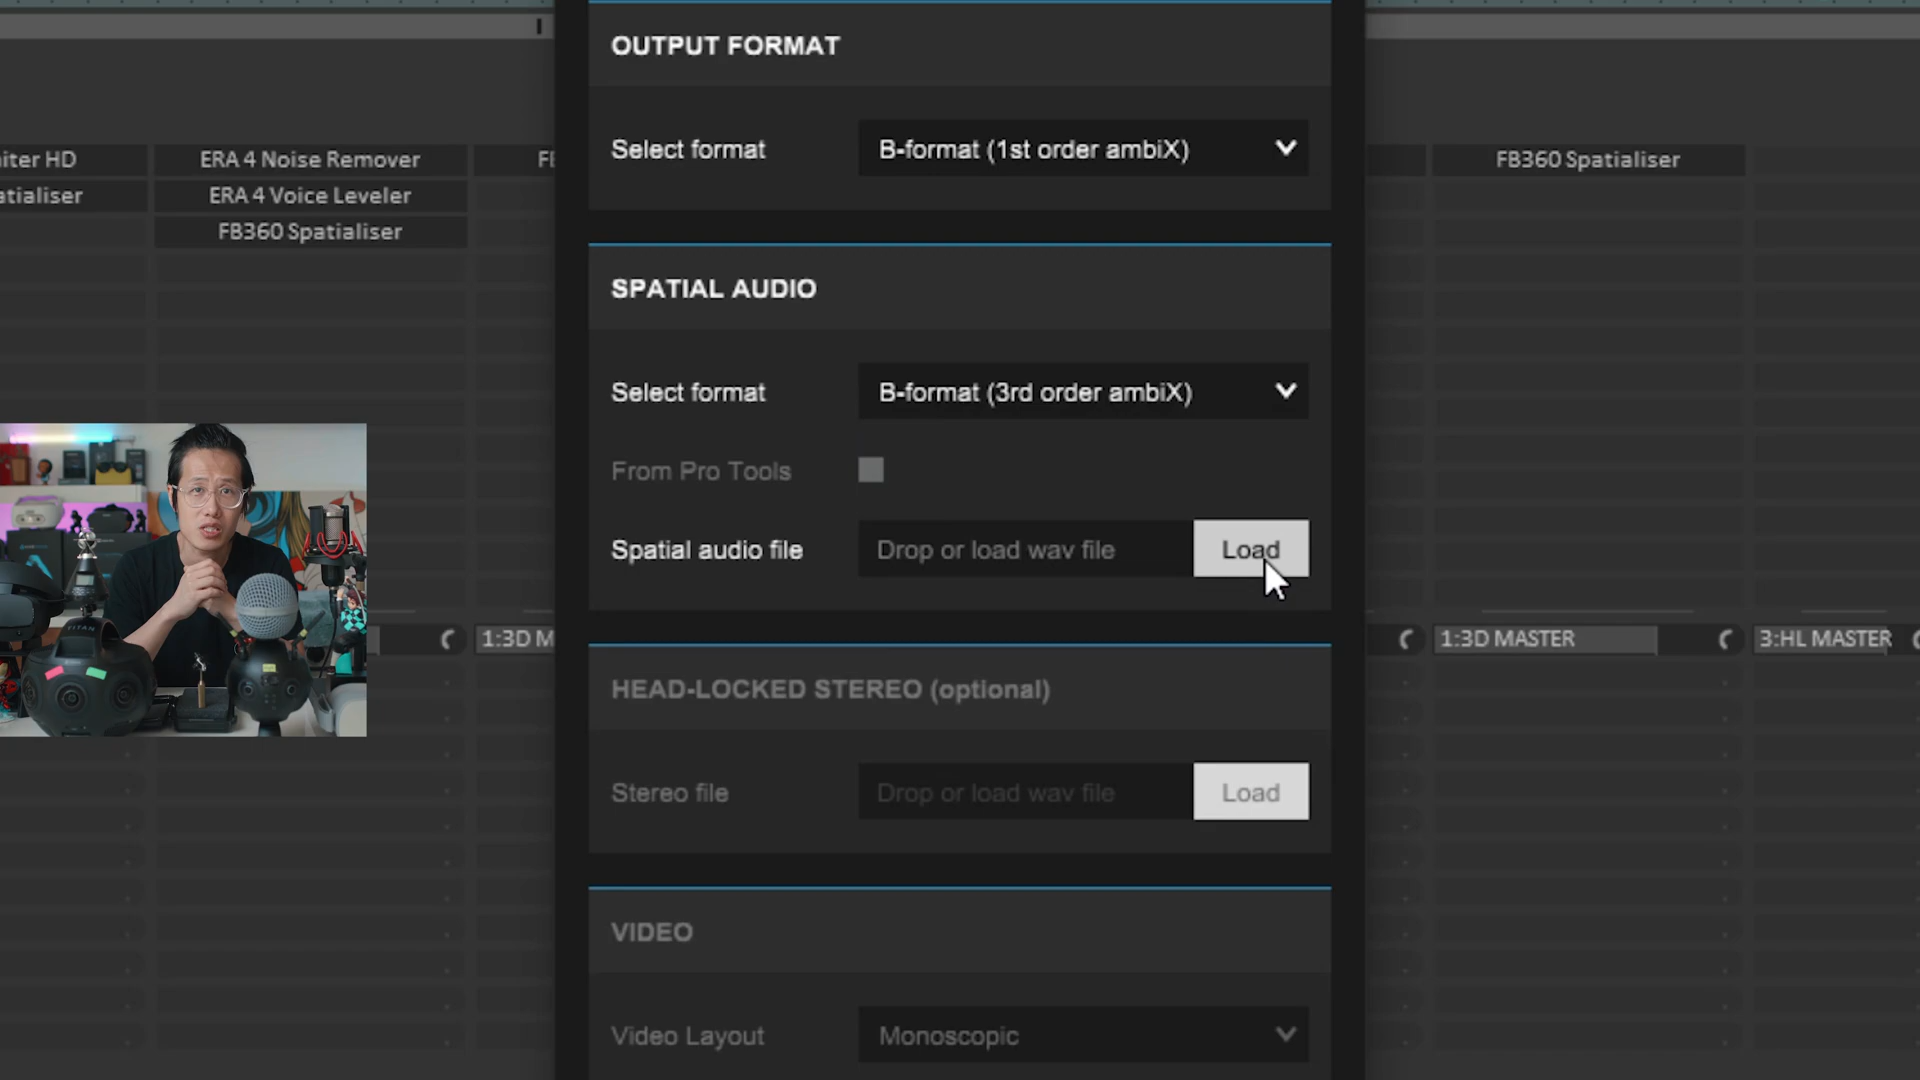 OUTPUT FORMAT
Select format
B-format (1st order ambiX)
iter HD
ERA 4 Noise Remover
FB360 Spatialiser
atialiser
ERA 4 Voice Leveler
FB360 Spatialiser
SPATIAL AUDIO
Select format
B-format (3rd order ambiX)
From Pro Tools
Spatial audio file
Drop or load wav file
Load
1:3D M
1:3D MASTER
3:HL MASTER
TITAN
HEAD-LOCKED STEREO (optional)
Stereo file
Drop or load wav file
Load
VIDEO
Video Layout
Monoscopic